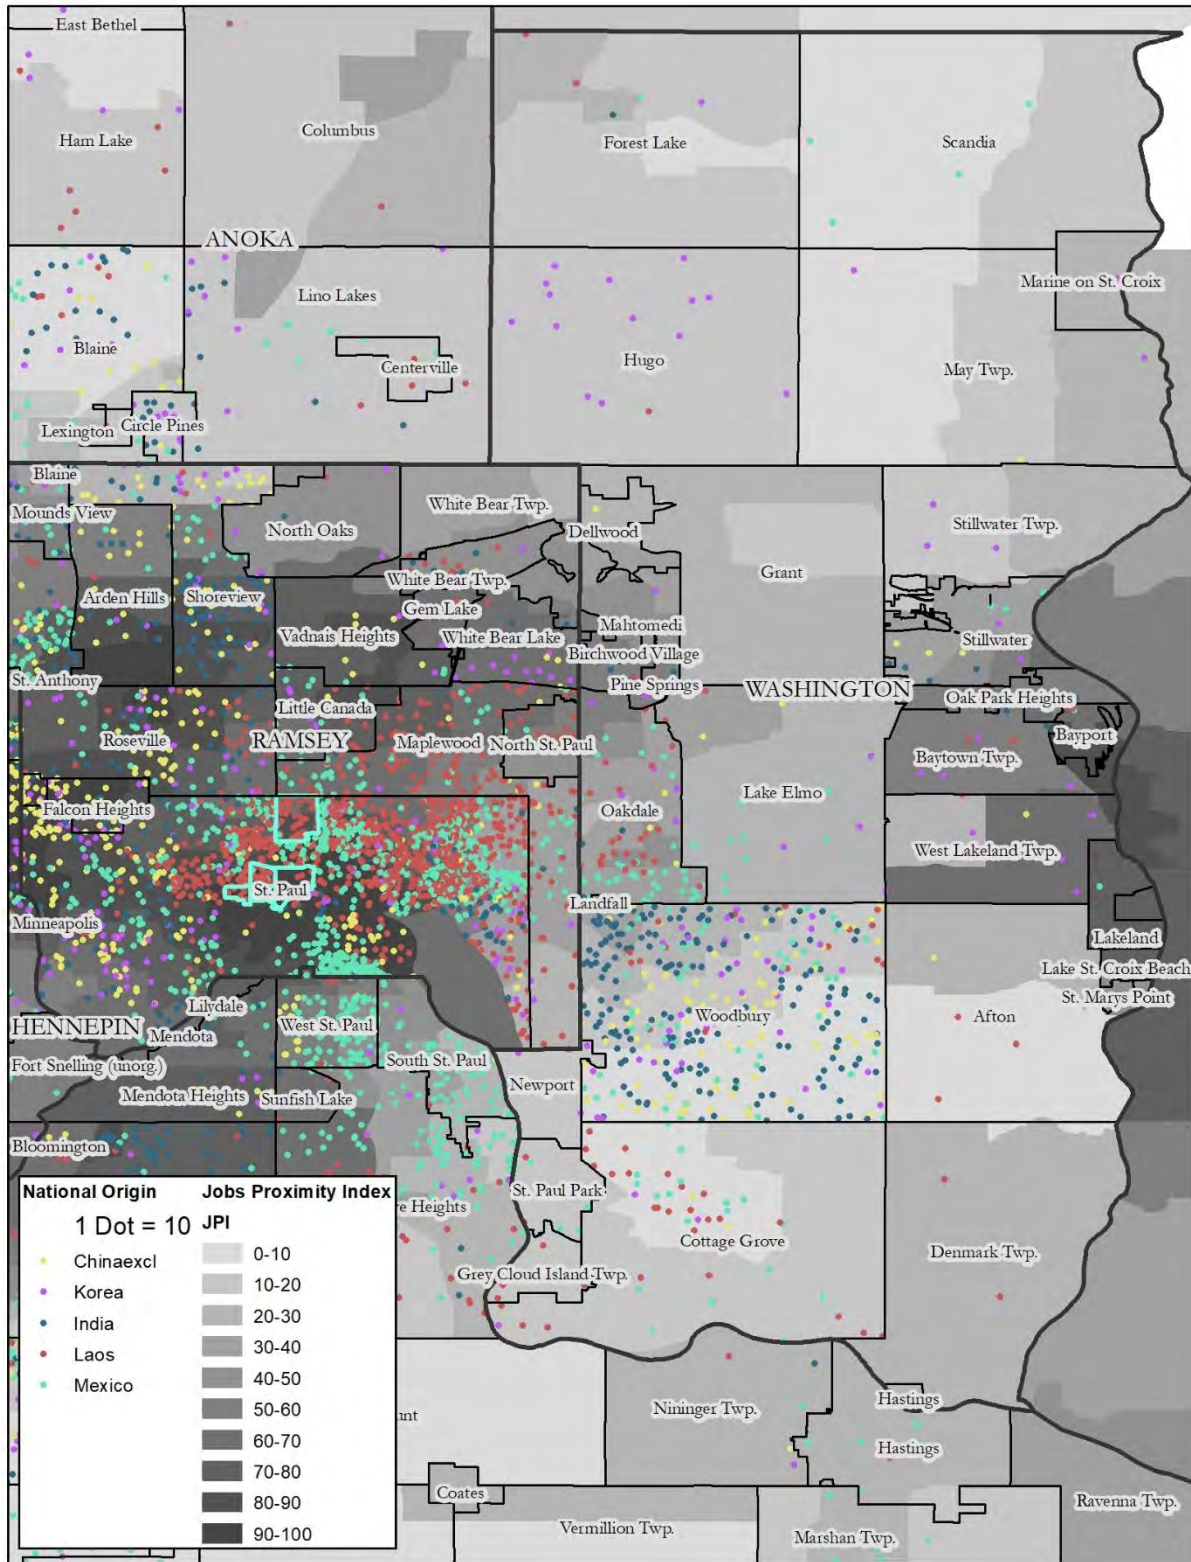 East Bethel
Ham Lake
Columbus
Forest Lake
Scandia
ANOKA
Lino Lakes
Marine on St. Croix
Blaine
Centerville
Hugo
May Twp.
Lexington
Circle Pines
Blaine
Mounds View
North Oaks
White Bear Twp.
Dellwood
Stillwater Twp.
Grant
Arden Hills
Shoreview
White Bear Twp.
Gem Lake
Vadnais Heights
White Bear Lake
Mahtomedi
Stillwater
Birchwood Village
St. Anthony
Pine Springs
WASHINGTON
Oak Park Heights
Little Canada
Roseville
RAMSEY
Maplewood
North St. Paul
Bayport
Baytown Twp.
Falcon Heights
Oakdale
Lake Elmo
West Lakeland Twp.
St. Paul
Landfall
Minneapolis
Lakeland
Lake St. Croix Beach
St. Marys Point
Lilydale
HENNEPIN
Mendota
West St. Paul
Woodbury
Afton
Fort Snelling (unorg.)
South St. Paul
Newport
Mendota Heights
Sunfish Lake
Bloomington
St. Paul Park
ve Heights
Cottage Grove
Denmark Twp.
Grey Cloud Island Twp.
National Origin
1 Dot = 10
Chinaexcl
Korea
India
Laos
Mexico
Jobs Proximity Index
JPI
0-10
10-20
20-30
30-40
40-50
50-60
60-70
70-80
80-90
90-100
unt
Nininger Twp.
Hastings
Hastings
Coates
Vermillion Twp.
Marshan Twp.
Ravenna Twp.